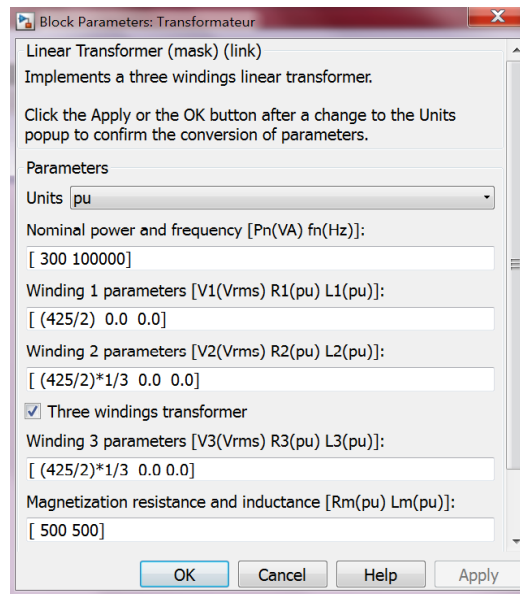 Block Parameters: Transformateur
Linear Transformer (mask) (link)
Implements a three windings linear transformer.
Click the Apply or the OK button after a change to the Units
popup to confirm the conversion of parameters.
Parameters
Units pu
Nominal power and frequency [Pn(VA) fn(Hz)]:
[ 300 100000]
Winding 1 parameters [V1(Vrms) R1(pu) L1(pu)]:
[ (425/2) 0.0 0.0]
Winding 2 parameters [V2(Vrms) R2(pu) L2(pu)]:
[ (425/2)*1/3 0.0 0.0]
Three windings transformer
Winding 3 parameters [V3(Vrms) R3(pu) L3(pu)]:
[ (425/2)*1/3 0.0 0.0]
Magnetization resistance and inductance [Rm(pu) Lm(pu)]:
[ 500 500]
OK Cancel Help Apply